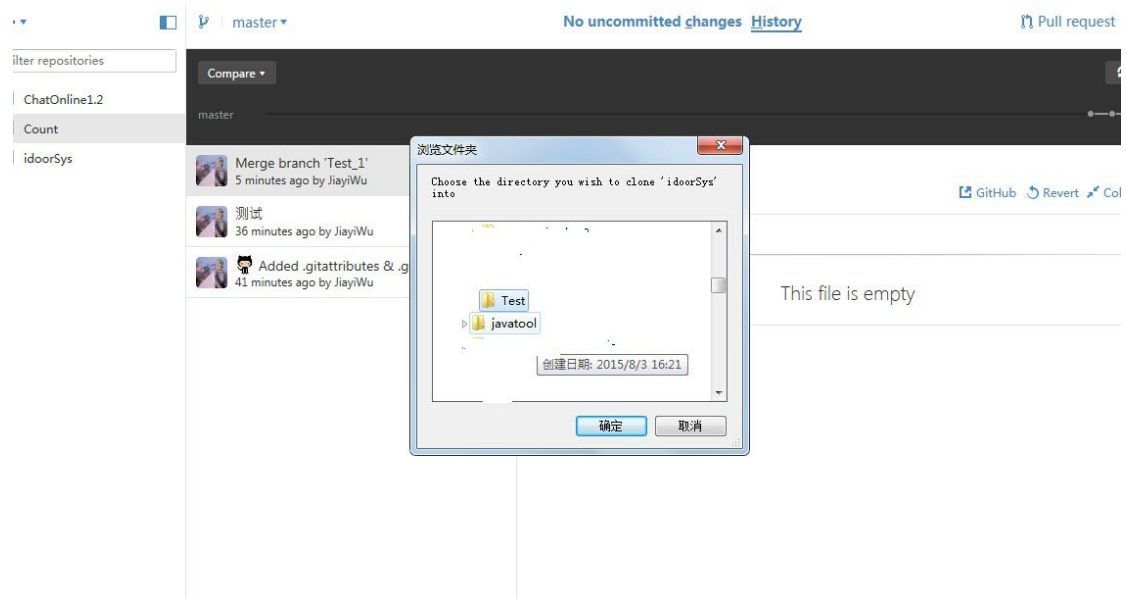 master
No uncommitted changes History
Pull request
ilter repositories
Compare
ChatOnline1.2
master
Count
idoorSys
Merge branch 'Test_1'
5 minutes ago by JiayiWu
测试
36 minutes ago by JiayiWu
Added .gitattributes & .g
41 minutes ago by JiayiWu
浏览文件夹
Choose the directory you wish to clone 'idoorSys'
into
Test
javatool
创建日期: 2015/8/3 16:21
确定 取消
GitHub Revert Col
This file is empty